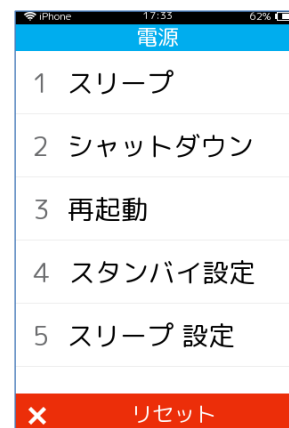 iPhone 17:33 62%
電源
1 スリープ
2 シャットダウン
3 再起動
4 スタンバイ設定
5 スリープ 設定
× リセット